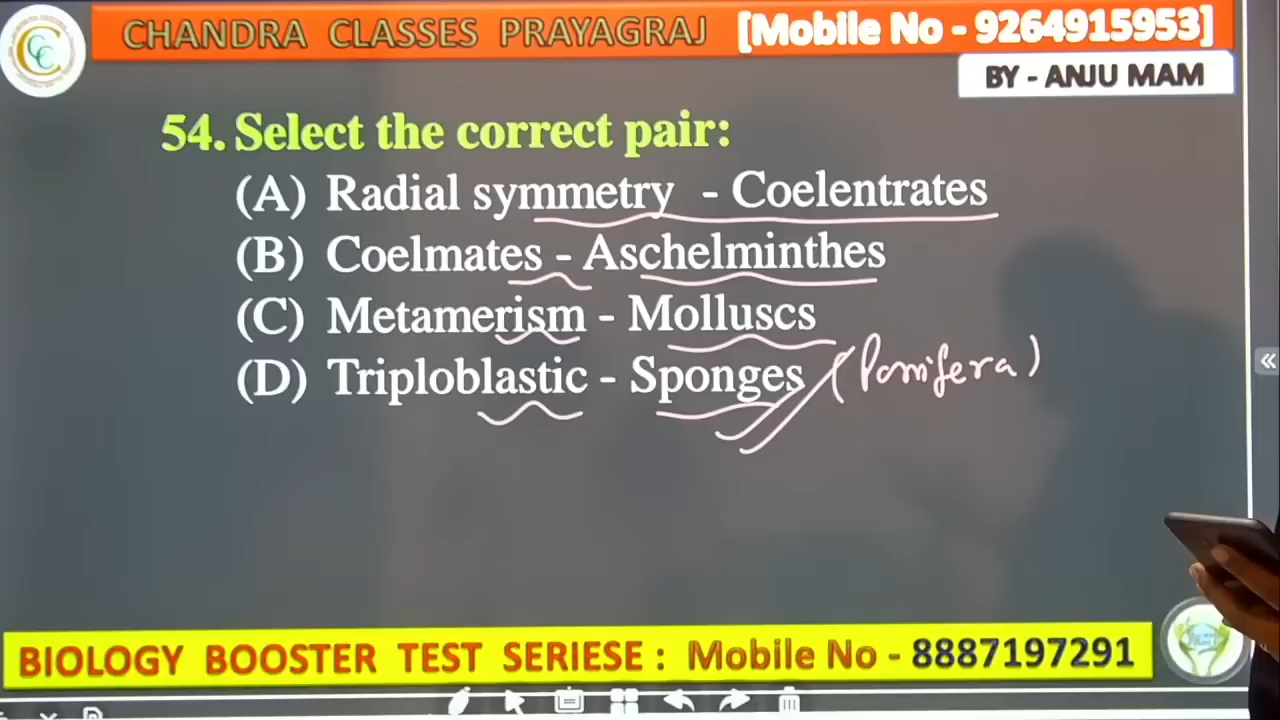 CHANDRA CLASSES PRAYAGRAJ [Mobile No - 9264915953]
BY - ANJU MAM
54. Select the correct pair:
(A) Radial symmetry - Coelentrates
(B) Coelmates - Aschelminthes
(C) Metamerism - Molluscs
(D) Triploblastic - Sponges (Porifera)
BIOLOGY BOOSTER TEST SERIESE : Mobile No - 8887197291